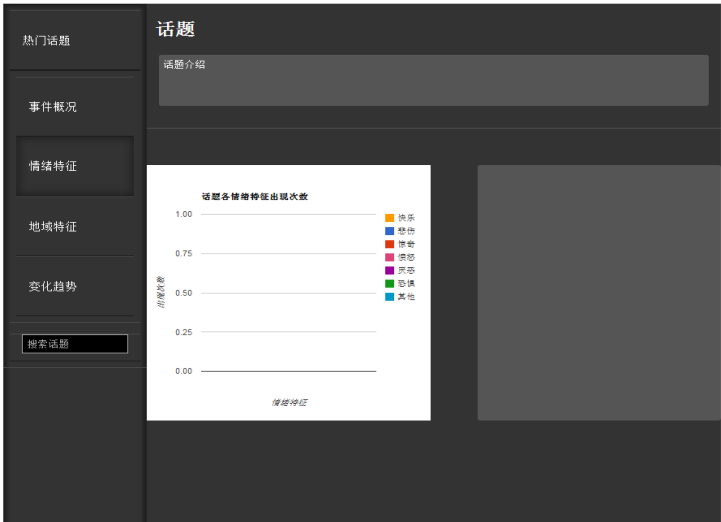 热门话题
事件概况
情绪特征
地域特征
变化趋势
搜索话题
话题
话题介绍
话题各情绪特征出现次数
1.00
0.75
0.50
0.25
0.00
出现次数
情绪特征
快乐
悲伤
惊奇
愤怒
厌恶
恐惧
其他